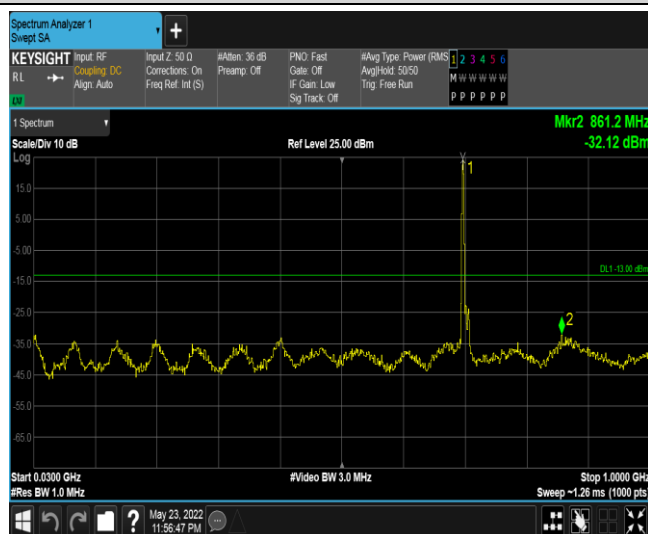 Spectrum Analyzer 1
Swept SA
+
KEYSIGHT
RL
Input: RF
Coupling: DC
Align: Auto
Input Z: 50 Ω
Corrections: On
Freq Ref: Int (S)
#Atten: 36 dB
Preamp: Off
PNO: Fast
Gate: Off
IF Gain: Low
Sig Track: Off
#Avg Type: Power (RMS
Avg|Hold: 50/50
Trig: Free Run
1 2 3 4 5 6
M W W W W W
P P P P P P
1 Spectrum
Mkr2 861.2 MHz
-32.12 dBm
Scale/Div 10 dB
Ref Level 25.00 dBm
Log
15.0
5.00
-5.00
-15.0
-25.0
-35.0
-45.0
-55.0
-65.0
1
DL1 -13.00 dBm
2
Start 0.0300 GHz
#Res BW 1.0 MHz
#Video BW 3.0 MHz
Stop 1.0000 GHz
Sweep ~1.26 ms (1000 pts)
?
May 23, 2022
11:56:47 PM